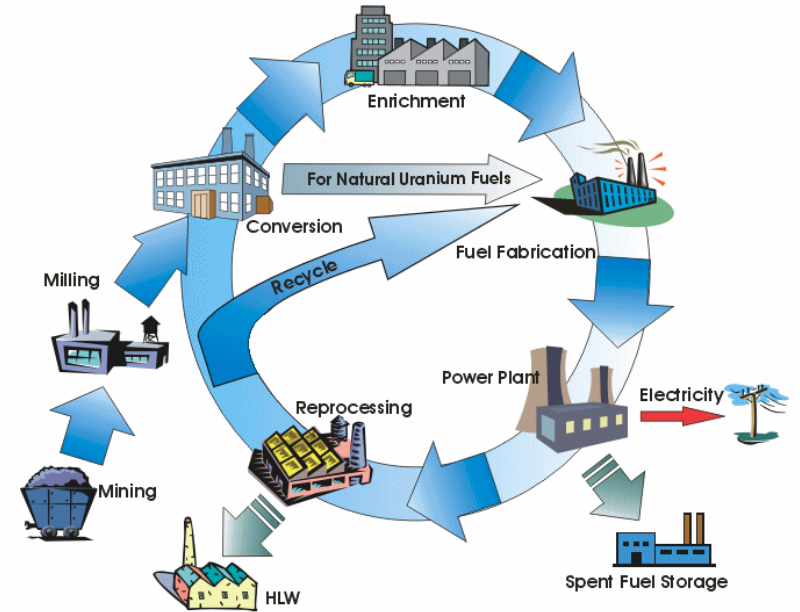 Enrichment
For Natural Uranium Fuels
Conversion
Fuel Fabrication
Recycle
Milling
Power Plant
Electricity
Reprocessing
Mining
Spent Fuel Storage
HLW